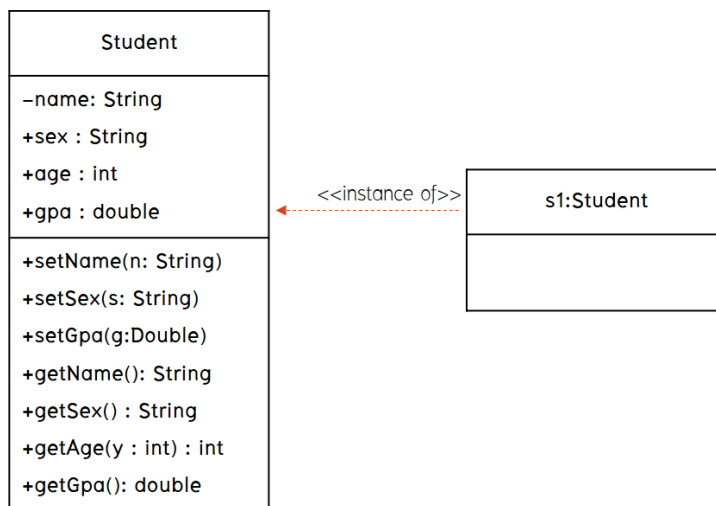 Student
-name: String
+sex : String
+age : int
+gpa : double
+setName(n: String)
+setSex(s: String)
+setGpa(g:Double)
+getName(): String
+getSex() : String
+getAge(y : int) : int
+getGpa(): double
<<instance of>>
s1:Student